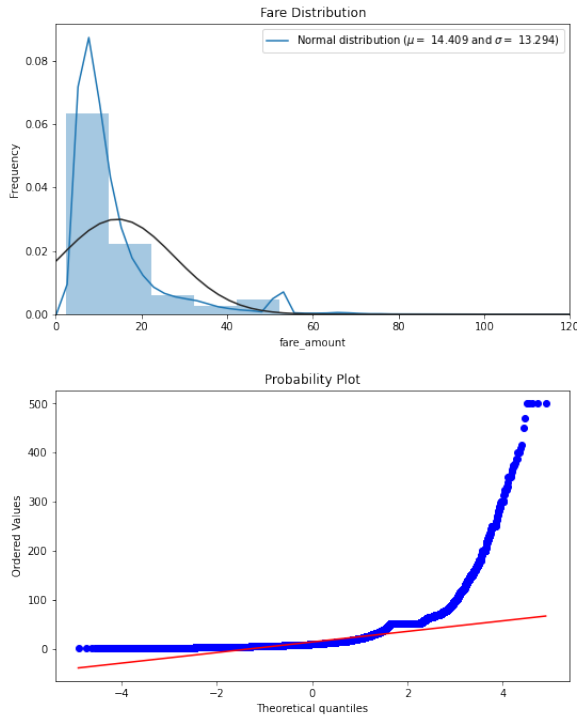 Fare Distribution
Normal distribution (μ = 14.409 and σ = 13.294)
0.08
0.06
0.04
0.02
0.00
Frequency
0 20 40 60 80 100 120
fare_amount
Probability Plot
500
400
300
200
100
0
Ordered Values
−4 −2 0 2 4
Theoretical quantiles